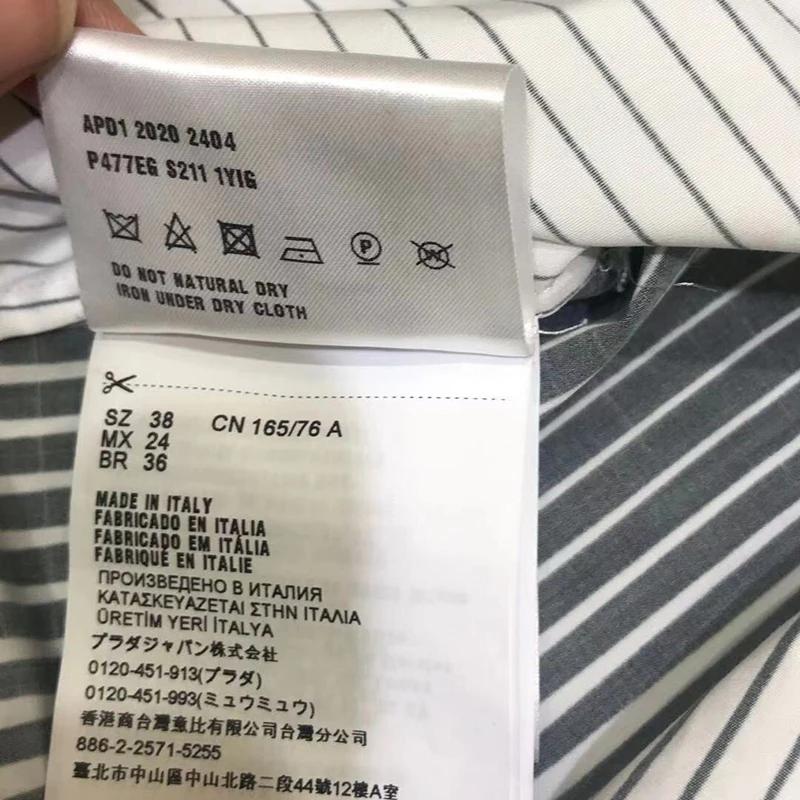 APD1 2020 2404
P477EG S211 1YIG
P
W
DO NOT NATURAL DRY
IRON UNDER DRY CLOTH
SZ 38 CN 165/76 A
MX 24
BR 36
MADE IN ITALY
FABRICADO EN ITALIA
FABRICADO EM ITÁLIA
FABRIQUÉ EN ITALIE
ПРОИЗВЕДЕНО В ИТАЛИЯ
ΚΑΤΑΣΚΕΥΑΖΕΤΑΙ ΣΤΗΝ ΙΤΑΛΙΑ
ÜRETİM YERİ İTALYA
プラダジャパン株式会社
0120-451-913(プラダ)
0120-451-993(ミュウミュウ)
香港商台灣意比有限公司台灣分公司
886-2-2571-5255
臺北市中山區中山北路二段44號12樓A室